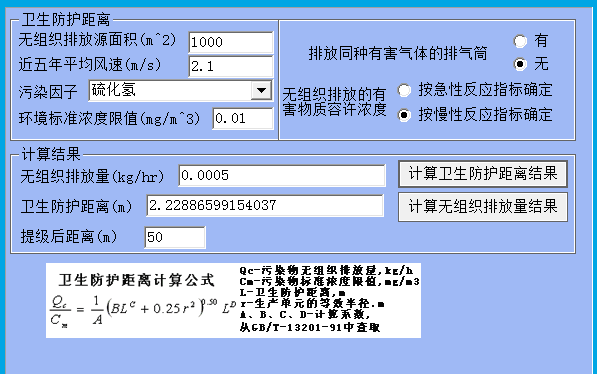 卫生防护距离
无组织排放源面积(m^2) 1000
近五年平均风速(m/s) 2.1
污染因子 硫化氢
环境标准浓度限值(mg/m^3) 0.01
排放同种有害气体的排气筒
有
无
无组织排放的有
害物质容许浓度
按急性反应指标确定
按慢性反应指标确定
计算结果
无组织排放量(kg/hr) 0.0005
计算卫生防护距离结果
卫生防护距离(m) 2.22886599154037
计算无组织排放量结果
提级后距离(m) 50
卫生防护距离计算公式
Qc/Cm = 1/A (BL^C + 0.25 r^2)^0.50 L^D
Qc-污染物无组织排放量,kg/h
Cm-污染物标准浓度限值,mg/m3
L-卫生防护距离,m
r-生产单元的等效半径.m
A、B、C、D-计算系数,
从GB/T-13201-91中查取